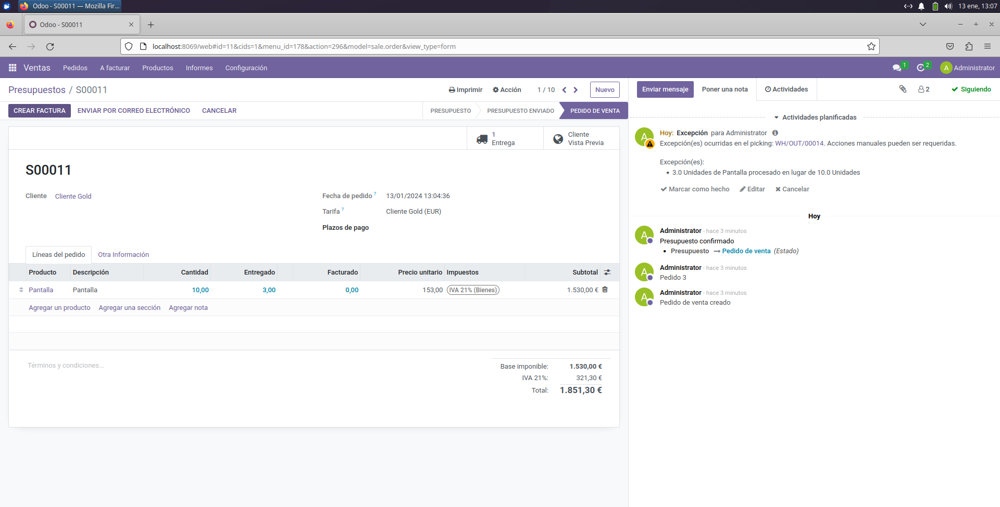 Odoo - S00011 — Mozilla Fir...
13 ene, 13:07
Odoo - S00011
localhost:8069/web#id=11&cids=1&menu_id=178&action=296&model=sale.order&view_type=form
Ventas Pedidos A facturar Productos Informes Configuración
1 2 A Administrator
Presupuestos / S00011
Imprimir Acción 1 / 10 Nuevo
CREAR FACTURA ENVIAR POR CORREO ELECTRÓNICO CANCELAR
PRESUPUESTO PRESUPUESTO ENVIADO PEDIDO DE VENTA
1
Entrega
Cliente
Vista Previa
S00011
Cliente Cliente Gold
Fecha de pedido ? 13/01/2024 13:04:36
Tarifa ? Cliente Gold (EUR)
Plazos de pago
Líneas del pedido Otra Información
Producto Descripción Cantidad Entregado Facturado Precio unitario Impuestos Subtotal
Pantalla Pantalla 10,00 3,00 0,00 153,00 IVA 21% (Bienes) 1.530,00 €
Agregar un producto Agregar una sección Agregar nota
Términos y condiciones...
Base imponible: 1.530,00 €
IVA 21%: 321,30 €
Total: 1.851,30 €
Enviar mensaje Poner una nota Actividades 2 Siguiendo
Actividades planificadas
A
Hoy: Excepción para Administrator
Excepción(es) ocurridas en el picking: WH/OUT/00014. Acciones manuales pueden ser requeridas.
Excepción(es):
• 3.0 Unidades de Pantalla procesado en lugar de 10.0 Unidades
Marcar como hecho Editar Cancelar
Hoy
A
Administrator - hace 3 minutos
Presupuesto confirmado
• Presupuesto → Pedido de venta (Estado)
A
Administrator - hace 3 minutos
Pedido 3
A
Administrator - hace 3 minutos
Pedido de venta creado